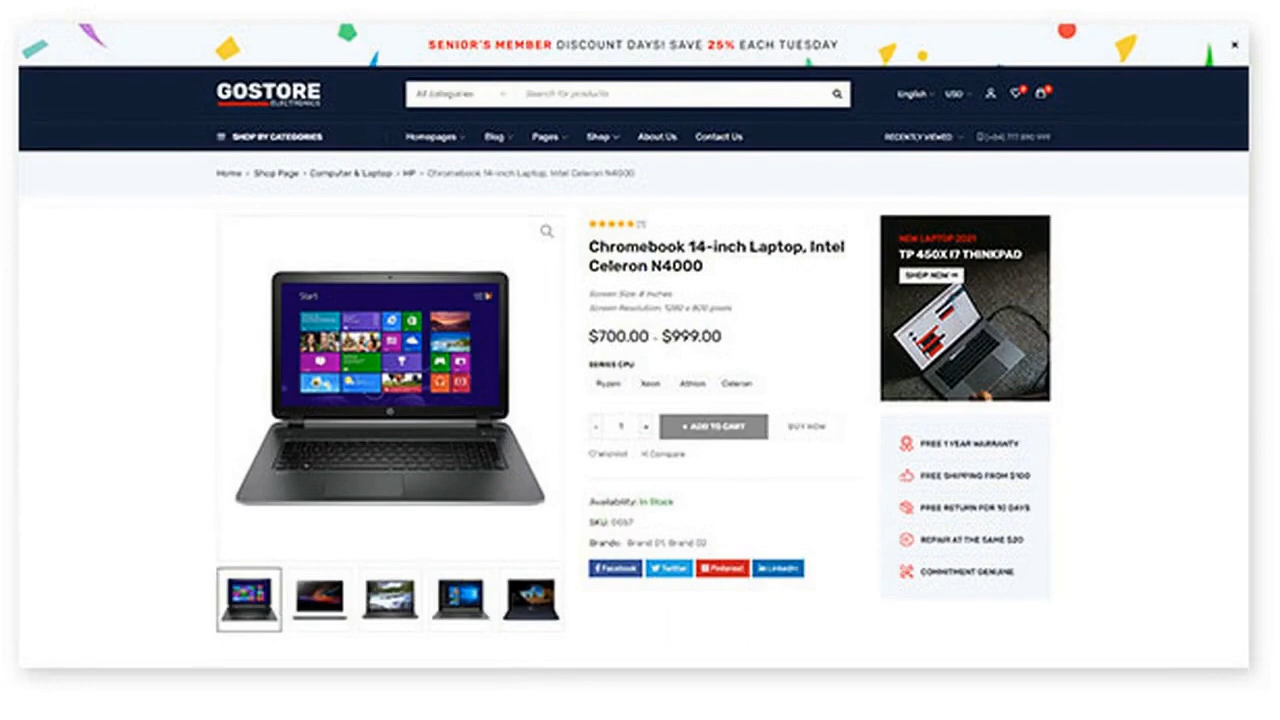 SENIOR'S MEMBER DISCOUNT DAYS! SAVE 25% EACH TUESDAY
GOSTORE
ELECTRONICS
All categories
Search for products
English
USD
SHOP BY CATEGORIES
Homepages
Blog
Pages
Shop
About Us
Contact Us
RECENTLY VIEWED
Home
Shop Page
Computer & Laptop
HP
Chromebook 14-inch Laptop, Intel Celeron N4000
Start
(1)
Chromebook 14-inch Laptop, Intel
Celeron N4000
Screen Size: 8 inches
Screen Resolution: 1280 x 800 pixels
$700.00 - $999.00
SERIES CPU
Ryzen
Xeon
Athlon
Celeron
- 1 +
+ ADD TO CART
BUY NOW
Wishlist
Compare
Availability: In Stock
SKU: 0057
Brands: Brand 01, Brand 02
Facebook
Twitter
Pinterest
LinkedIn
NEW LAPTOP 2021
TP 450X I7 THINKPAD
SHOP NOW
FREE 1 YEAR WARRANTY
FREE SHIPPING FROM $100
FREE RETURN FOR 10 DAYS
REPAIR AT THE SAME $20
COMMITMENT GENUINE